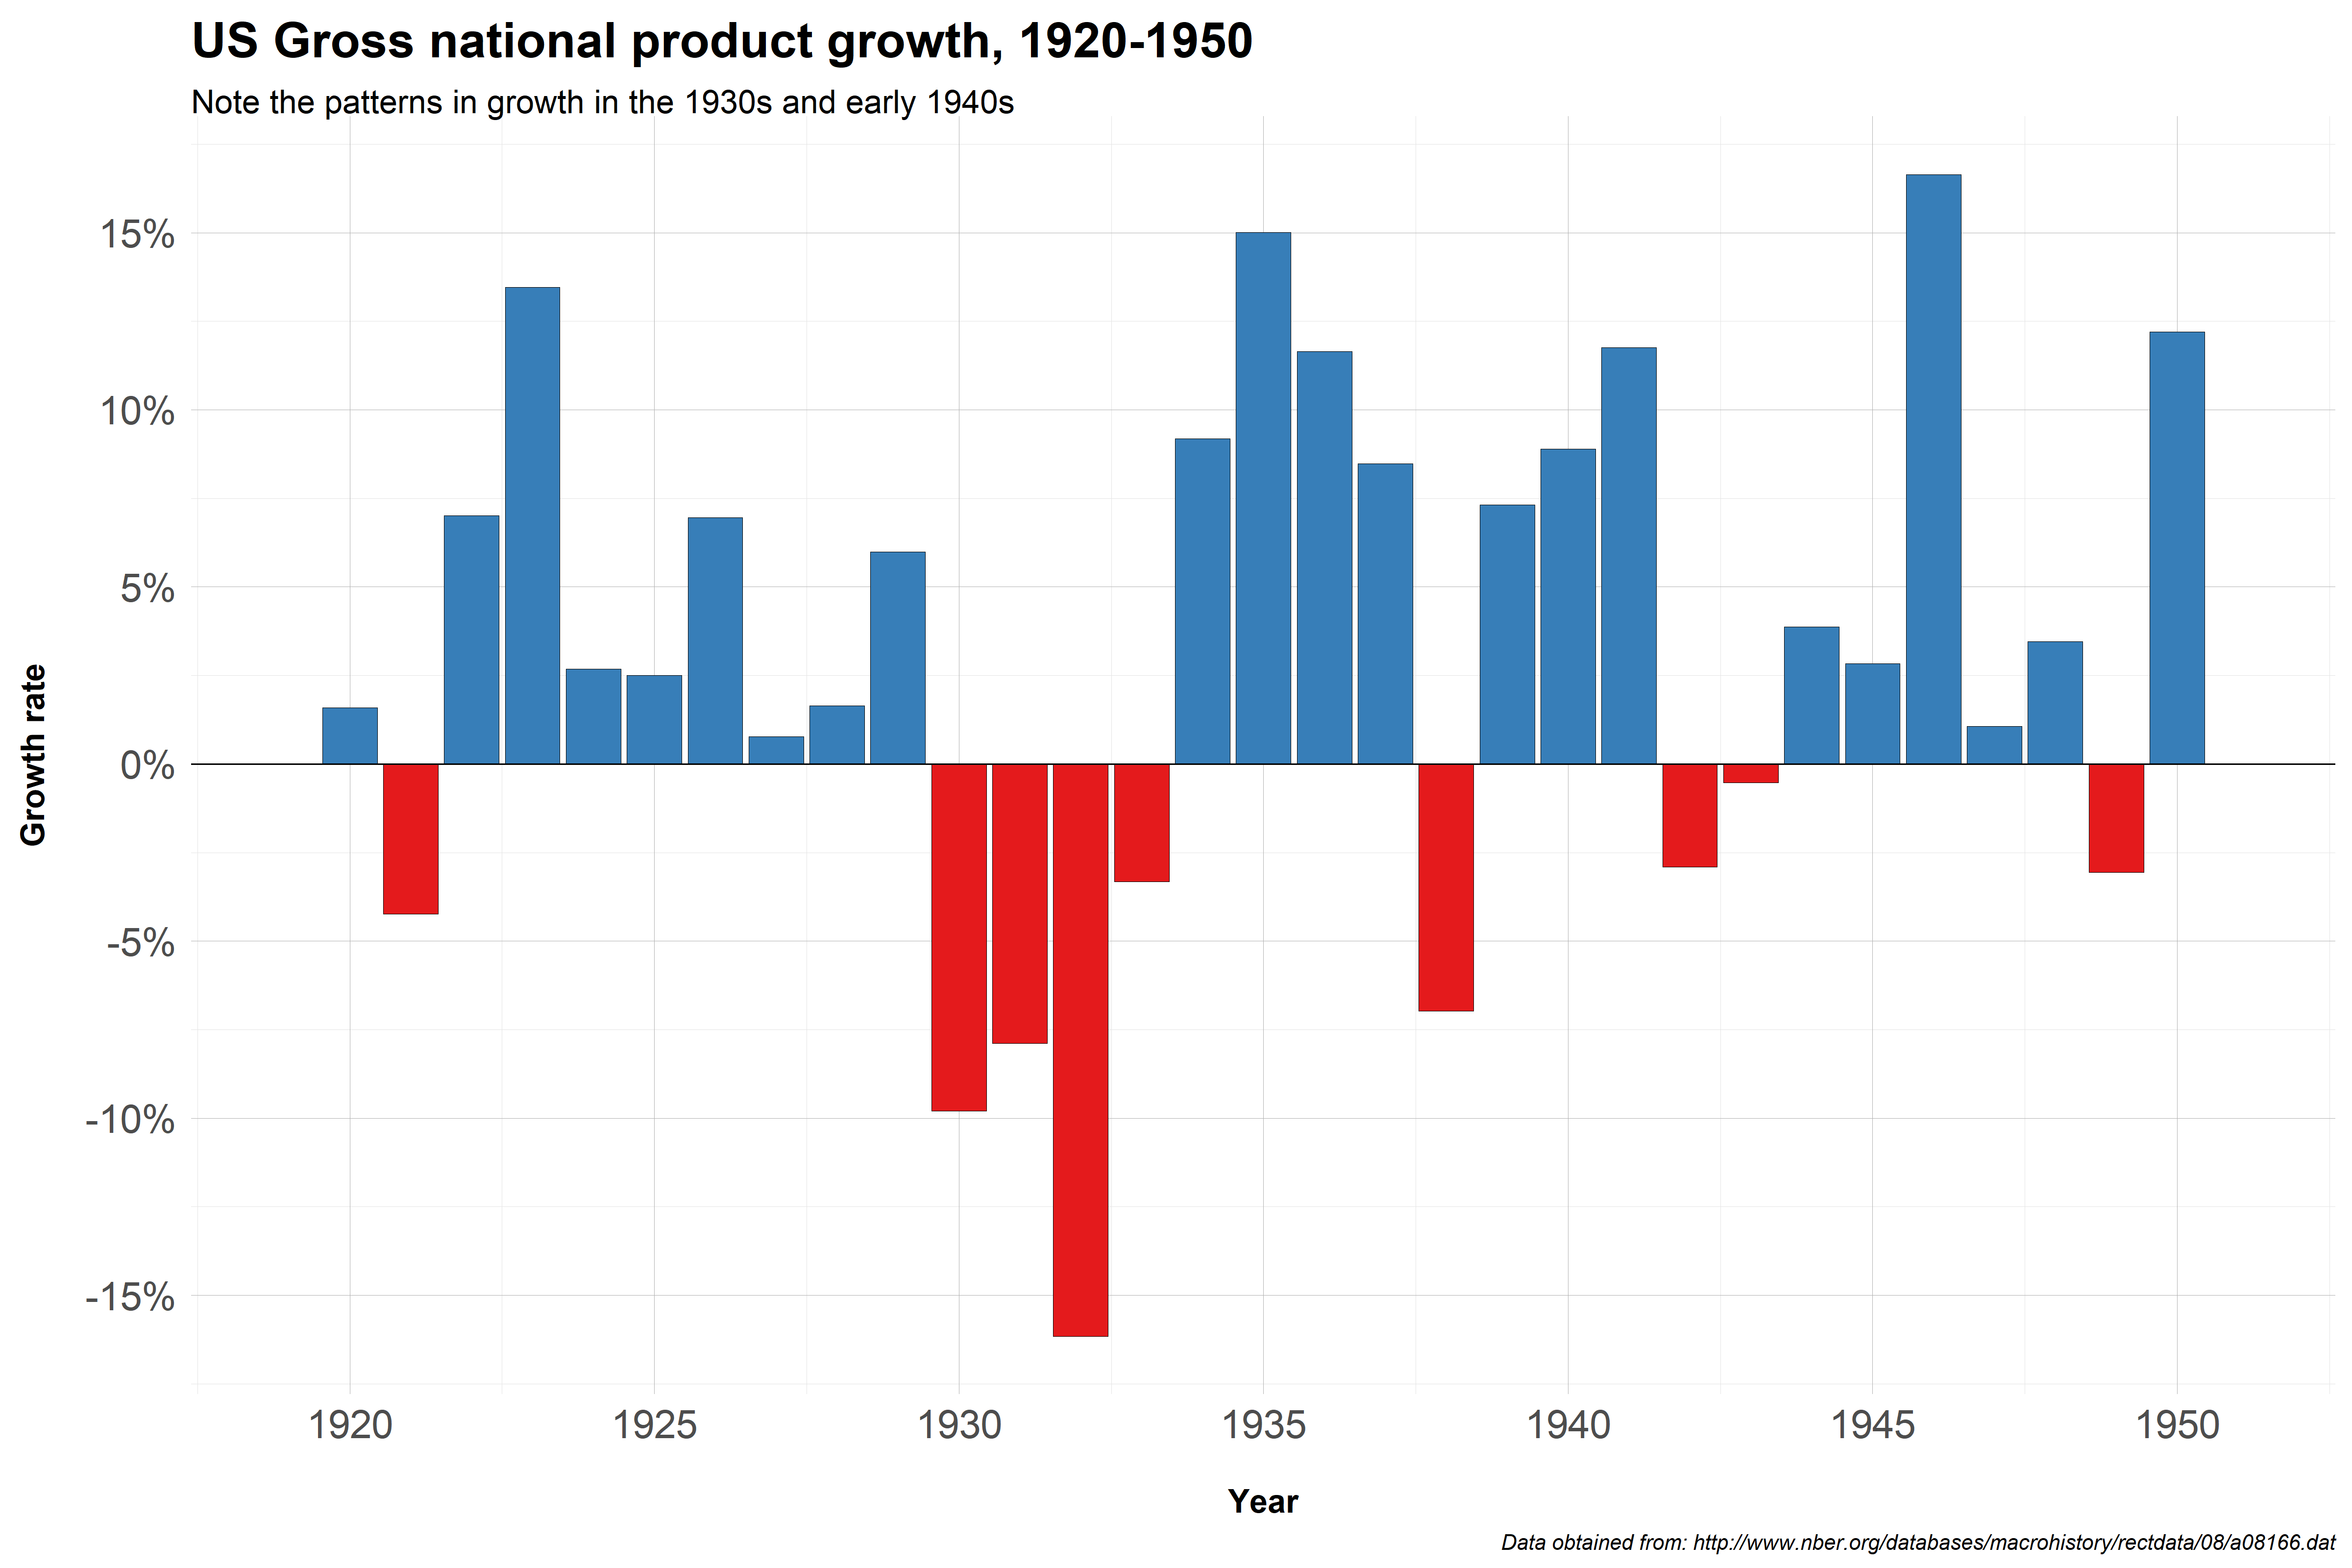 US Gross national product growth, 1920-1950
Note the patterns in growth in the 1930s and early 1940s
15%
10%
5%
0%
-5%
-10%
-15%
Growth rate
1920 1925 1930 1935 1940 1945 1950
Year
Data obtained from: http://www.nber.org/databases/macrohistory/rectdata/08/a08166.dat